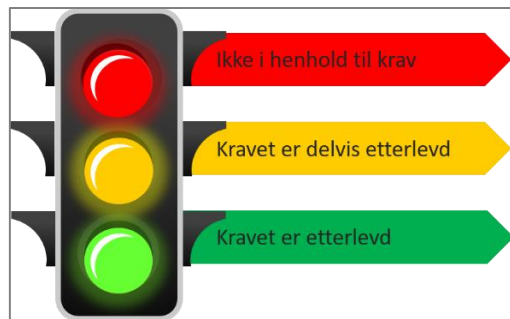 Ikke i henhold til krav
Kravet er delvis etterlevd
Kravet er etterlevd